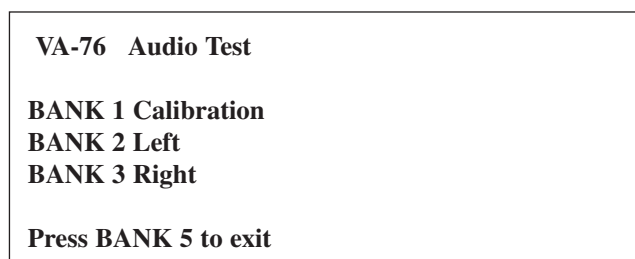 VA-76 Audio Test
BANK 1 Calibration
BANK 2 Left
BANK 3 Right
Press BANK 5 to exit